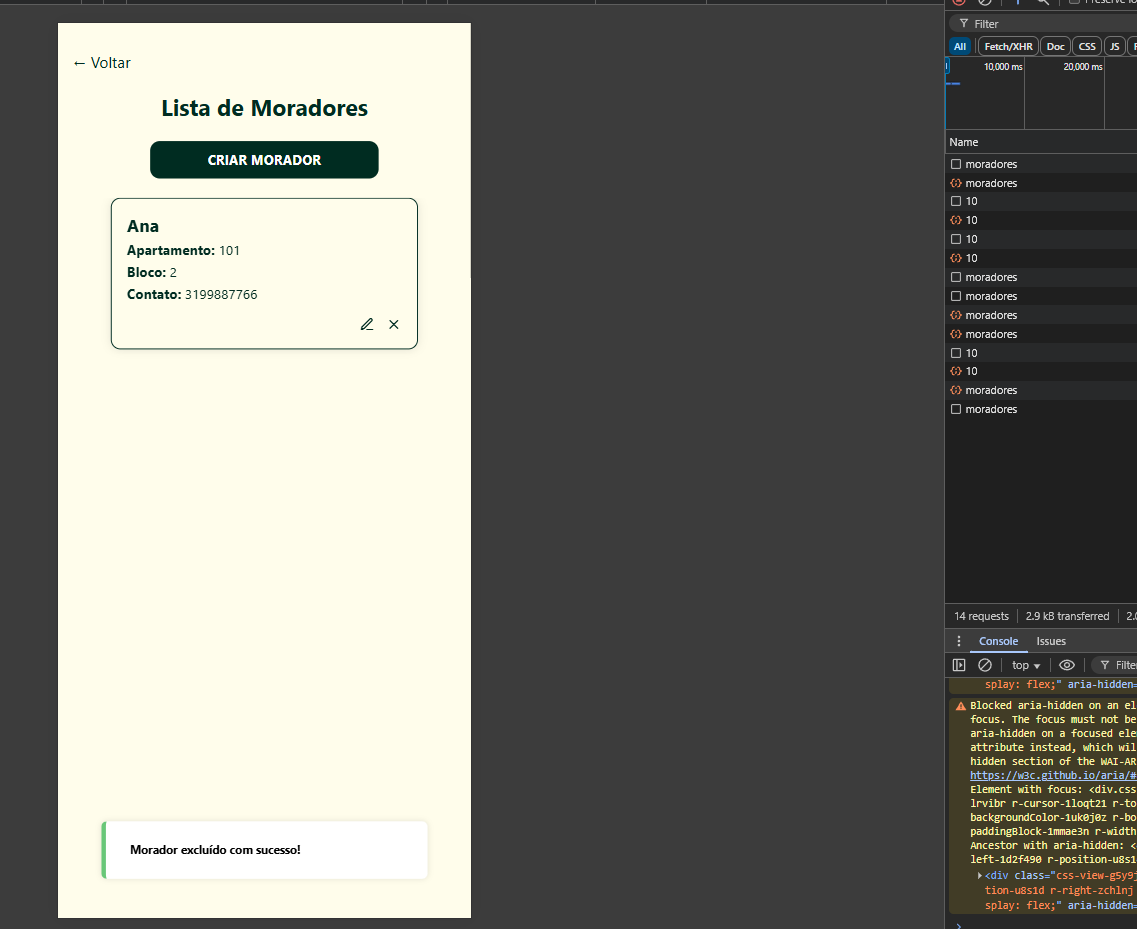 ← Voltar
Lista de Moradores
CRIAR MORADOR
Ana
Apartamento: 101
Bloco: 2
Contato: 3199887766
Morador excluído com sucesso!
Filter
All Fetch/XHR Doc CSS JS
10,000 ms 20,000 ms
Name
moradores
moradores
10
10
10
10
moradores
moradores
moradores
moradores
10
10
moradores
moradores
14 requests 2.9 kB transferred
Console Issues
top Filte
splay: flex;" aria-hidden=
Blocked aria-hidden on an el
focus. The focus must not be
aria-hidden on a focused ele
attribute instead, which wil
hidden section of the WAI-AR
https://w3c.github.io/aria/#
Element with focus: <div.css
lrvibr r-cursor-1loqt21 r-to
backgroundColor-1uk0j0z r-bo
paddingBlock-1mmae3n r-width
Ancestor with aria-hidden: <
left-1d2f490 r-position-u8s1
<div class="css-view-g5y9j
tion-u8s1d r-right-zchlnj
splay: flex;" aria-hidden=